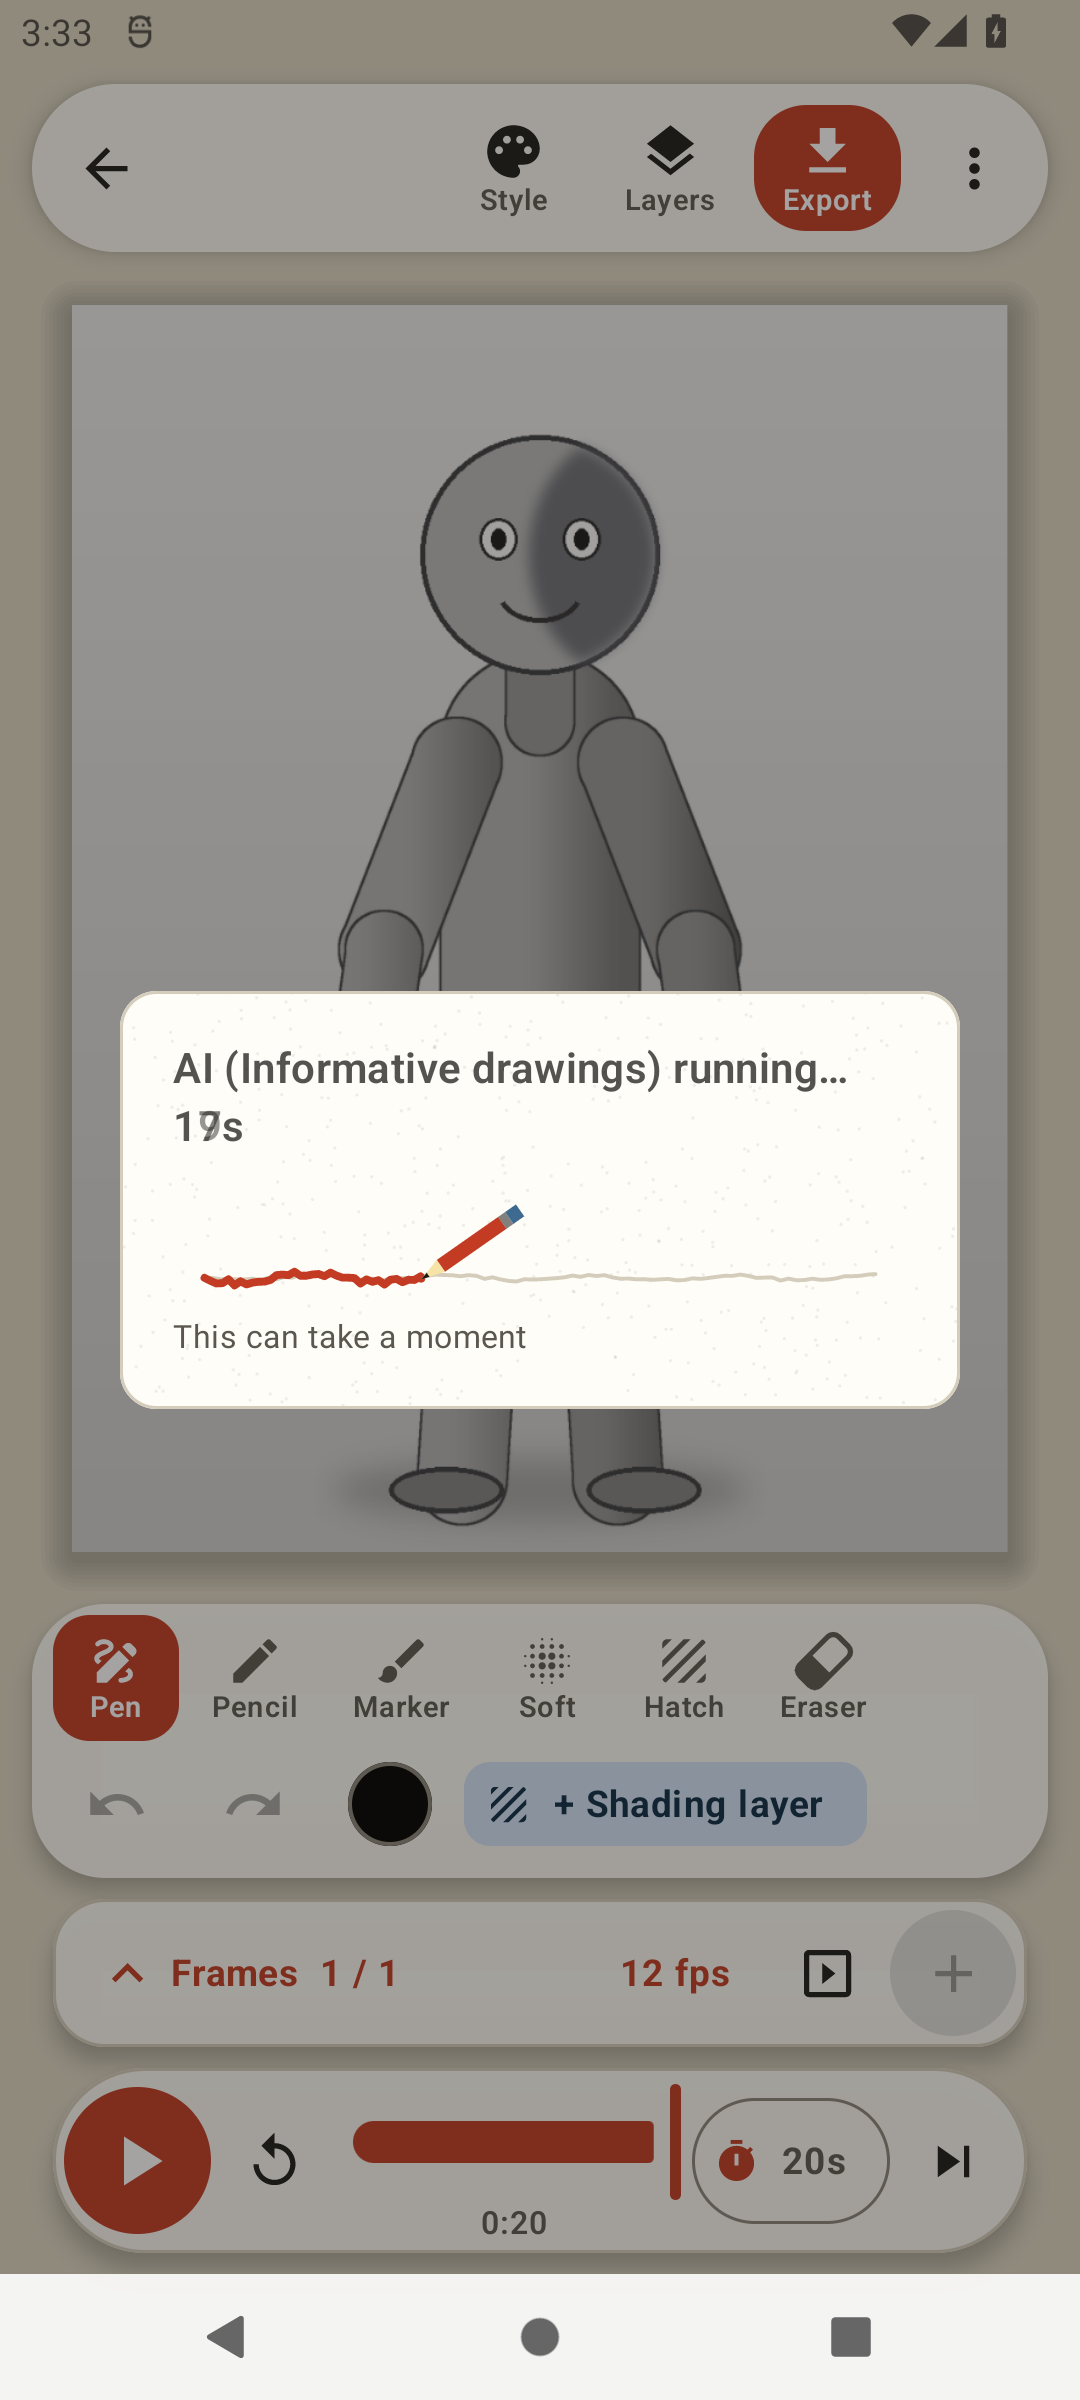 3:33
Style
Layers
Export
AI (Informative drawings) running…
Pen
Pencil
Marker
Soft
Hatch
Eraser
+ Shading layer
Frames 1 / 1
12 fps
20s
0:20
This can take a moment